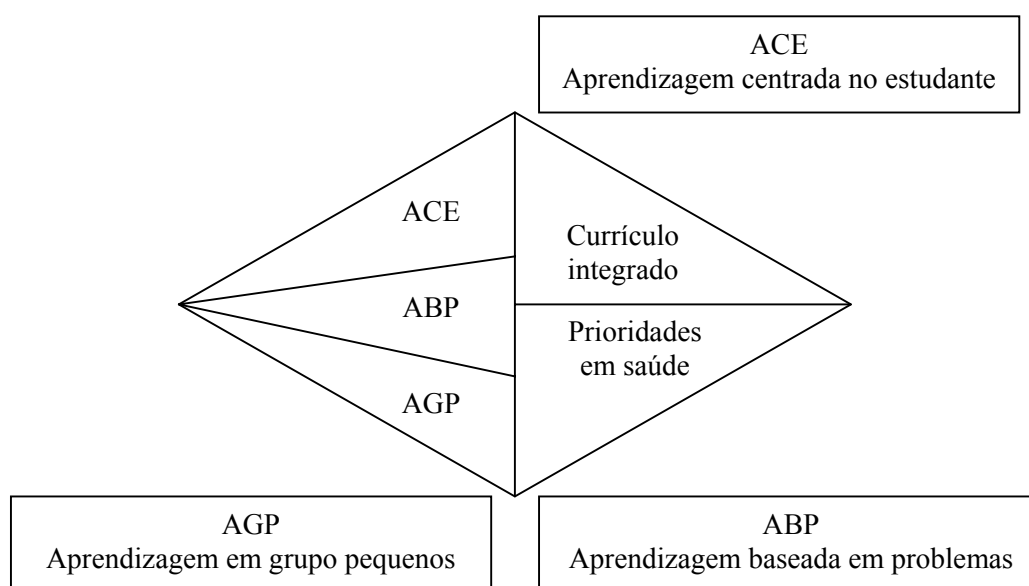 ACE
Aprendizagem centrada no estudante
ACE
ABP
AGP
Currículo
integrado
Prioridades
em saúde
AGP
Aprendizagem em grupo pequenos
ABP
Aprendizagem baseada em problemas